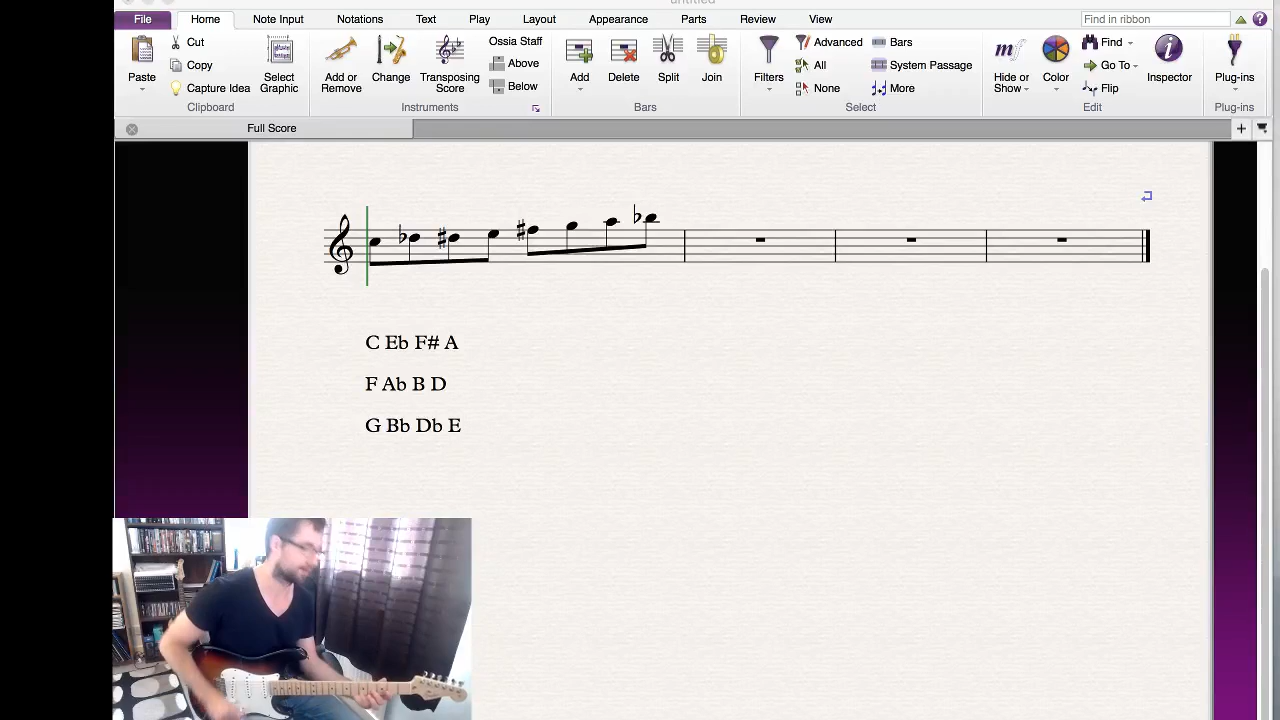 untitled
File Home Note Input Notations Text Play Layout Appearance Parts Review View Find in ribbon ?
Paste Cut Copy Capture Idea Select Graphic Add or Remove Change Transposing Score Ossia Staff Above Below Add Delete Split Join Filters Advanced All None Bars System Passage More Hide or Show Color Find Go To Flip Inspector Plug-ins
Clipboard Instruments Bars Select Edit Plug-ins
Full Score
C Eb F# A
F Ab B D
G Bb Db E